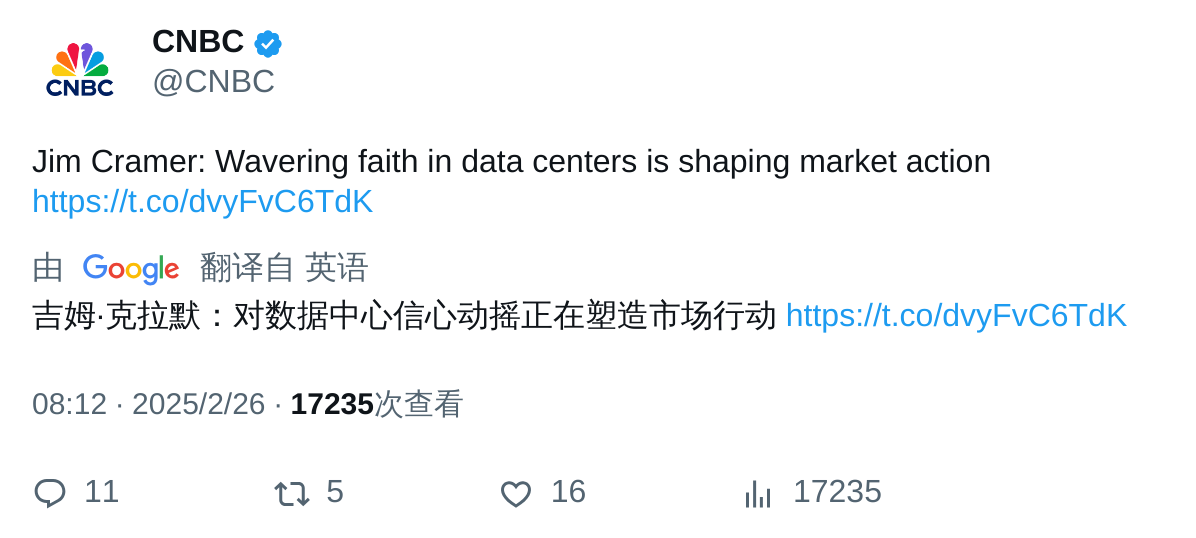 CNBC
CNBC
@CNBC
Jim Cramer: Wavering faith in data centers is shaping market action
https://t.co/dvyFvC6TdK
由 Google 翻译自 英语
吉姆·克拉默：对数据中心信心动摇正在塑造市场行动 https://t.co/dvyFvC6TdK
08:12 · 2025/2/26 · 17235次查看
11 5 16 17235